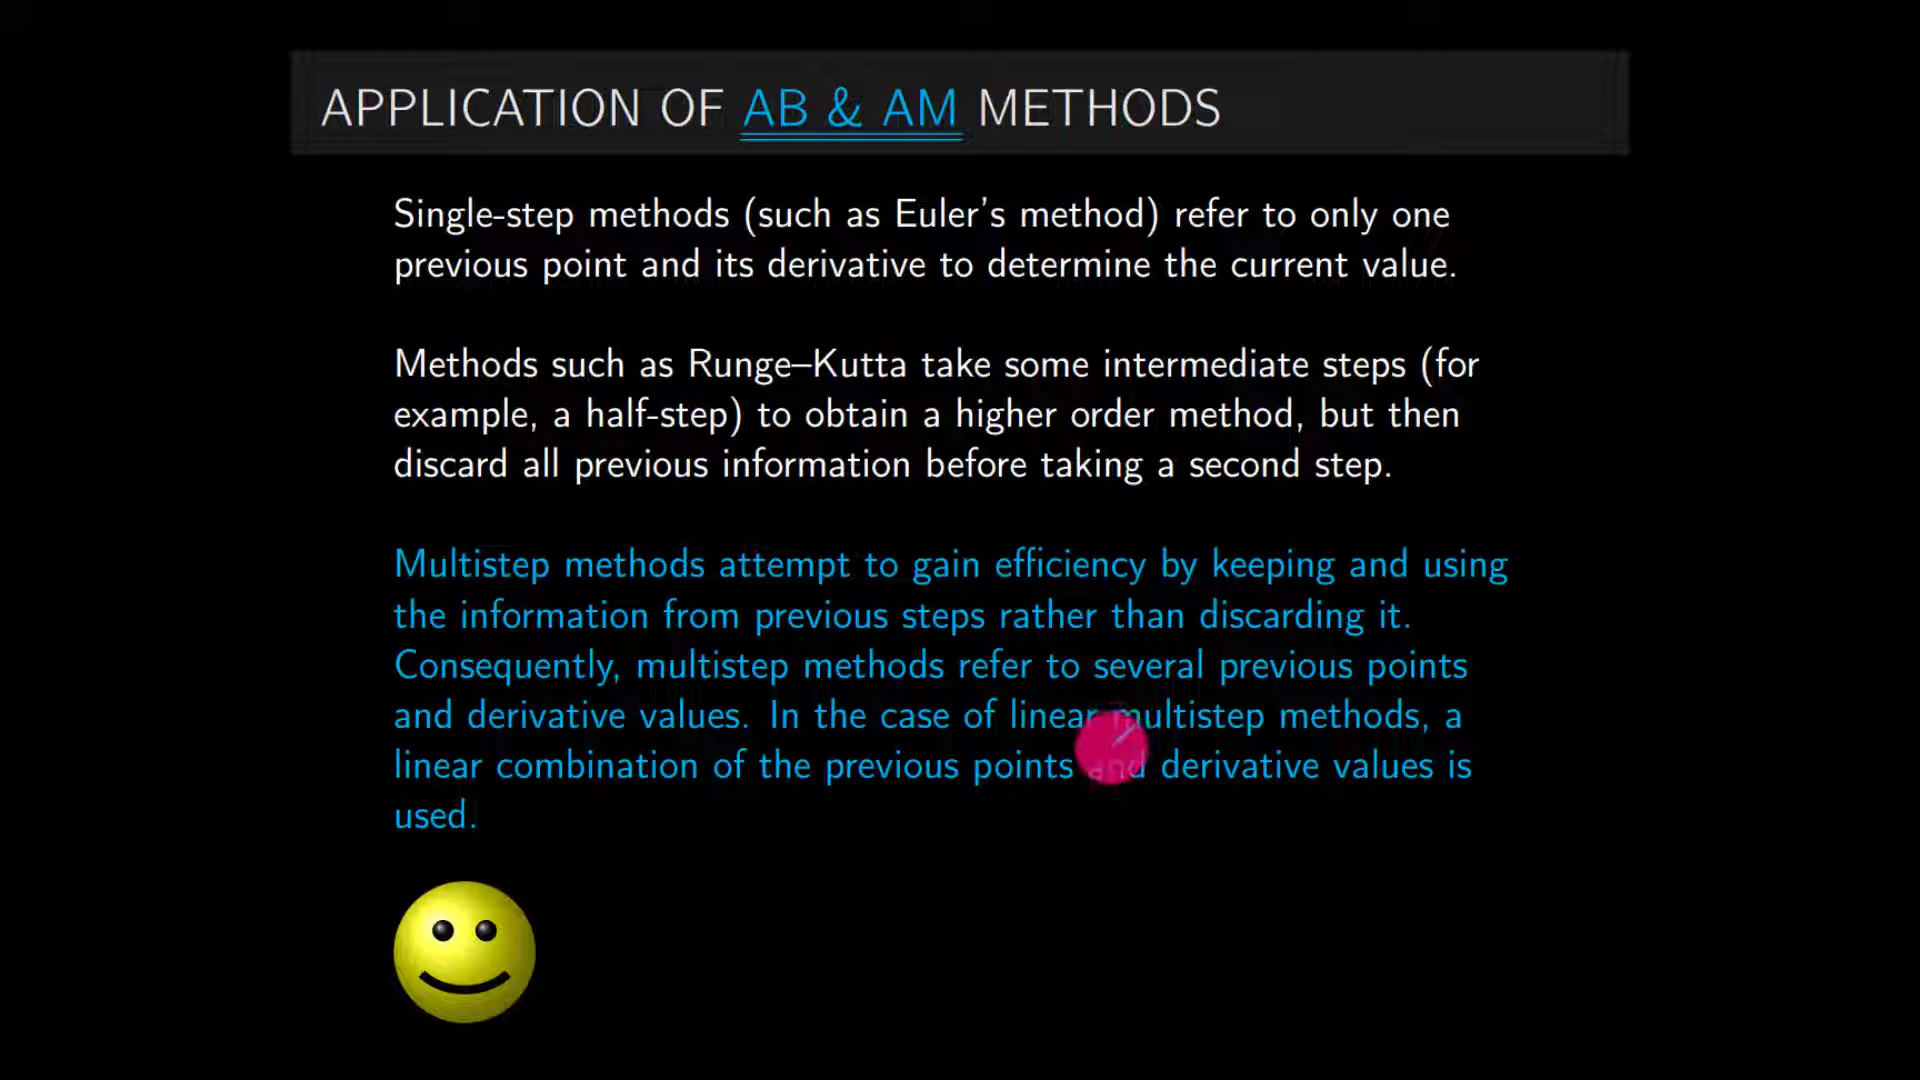 APPLICATION OF AB & AM METHODS
Single-step methods (such as Euler's method) refer to only one
previous point and its derivative to determine the current value.
Methods such as Runge–Kutta take some intermediate steps (for
example, a half-step) to obtain a higher order method, but then
discard all previous information before taking a second step.
Multistep methods attempt to gain efficiency by keeping and using
the information from previous steps rather than discarding it.
Consequently, multistep methods refer to several previous points
and derivative values. In the case of linear multistep methods, a
linear combination of the previous points and derivative values is
used.